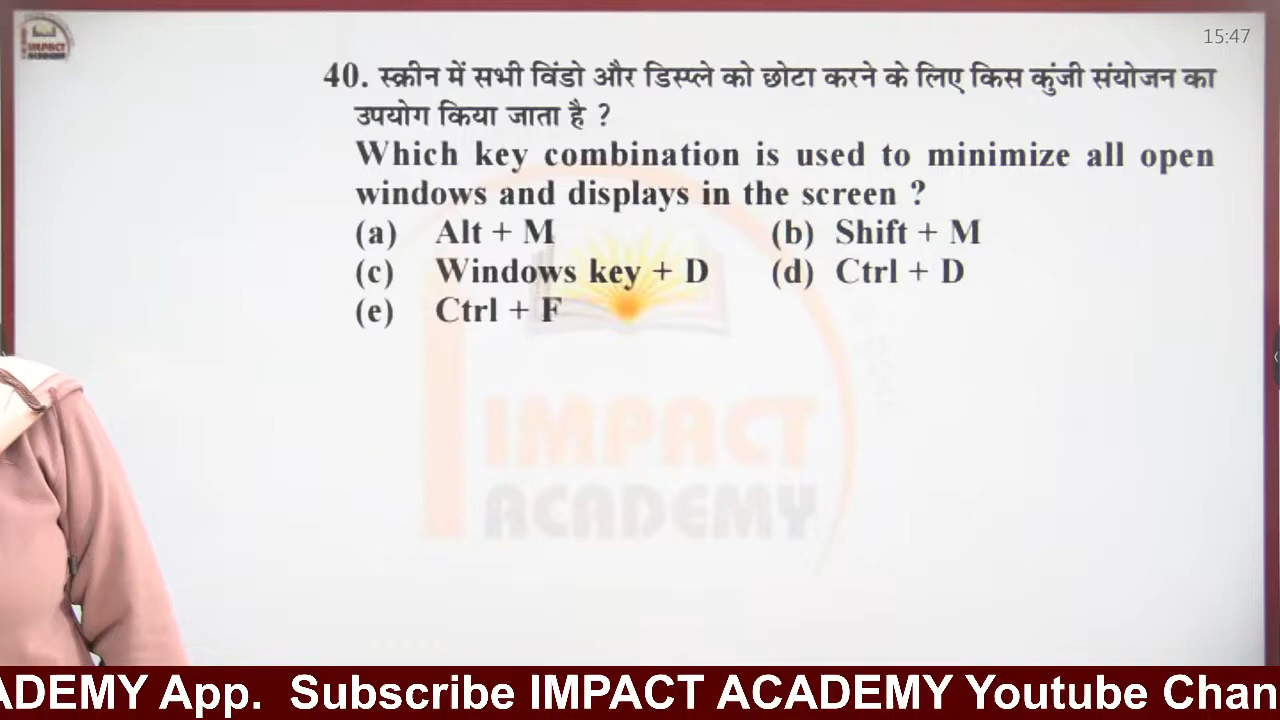 IMPACT
ACADEMY
15:47
40. स्क्रीन में सभी विंडो और डिस्प्ले को छोटा करने के लिए किस कुंजी संयोजन का
उपयोग किया जाता है ?
Which key combination is used to minimize all open
windows and displays in the screen ?
(a) Alt + M (b) Shift + M
(c) Windows key + D (d) Ctrl + D
(e) Ctrl + F
IMPACT
ACADEMY
ADEMY App. Subscribe IMPACT ACADEMY Youtube Chan